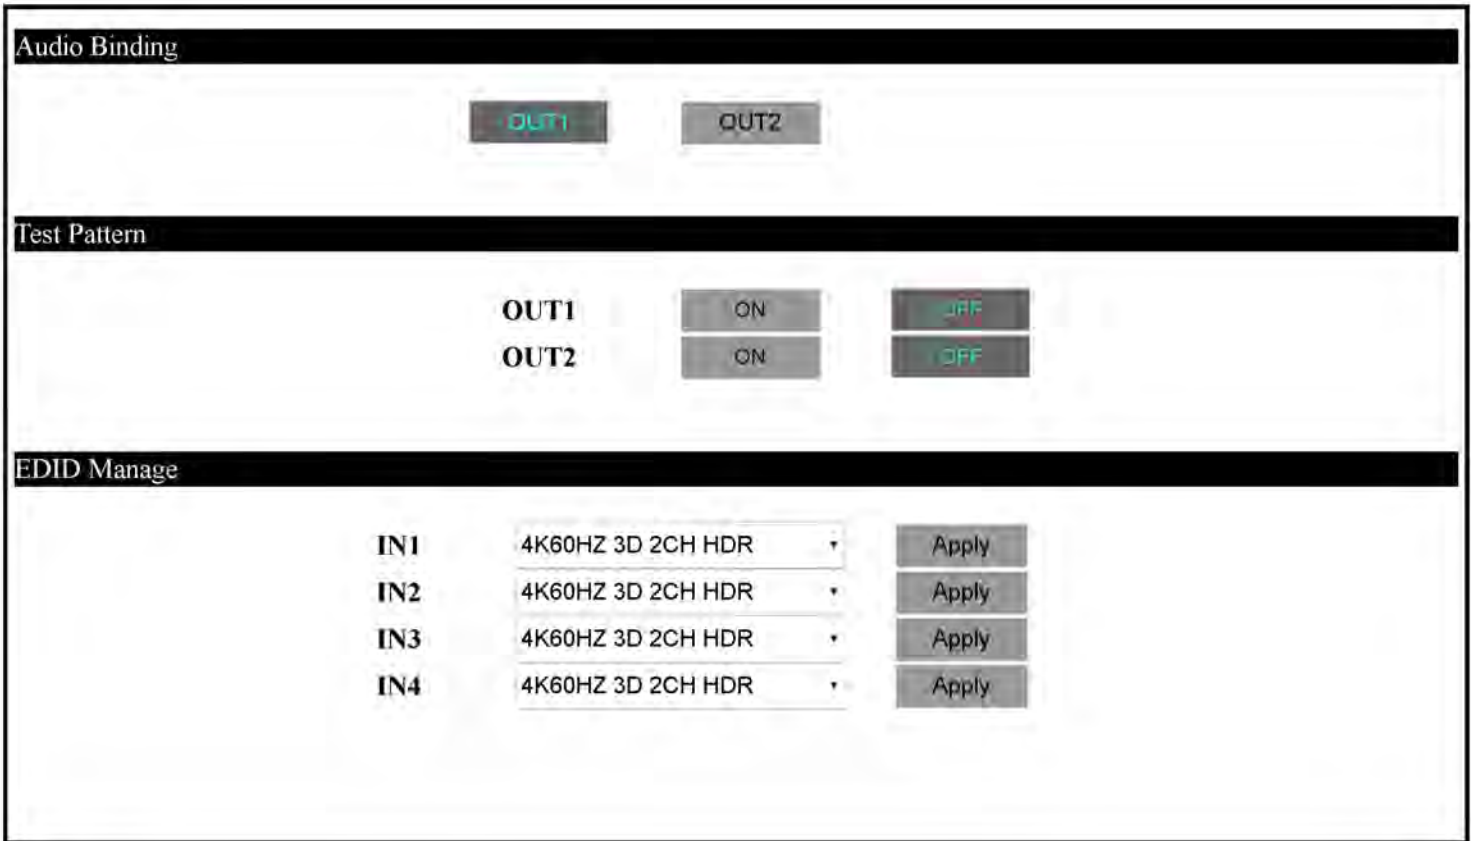 Audio Binding
OUT1 OUT2
Test Pattern
OUT1 ON OFF
OUT2 ON OFF
EDID Manage
IN1 4K60HZ 3D 2CH HDR Apply
IN2 4K60HZ 3D 2CH HDR Apply
IN3 4K60HZ 3D 2CH HDR Apply
IN4 4K60HZ 3D 2CH HDR Apply